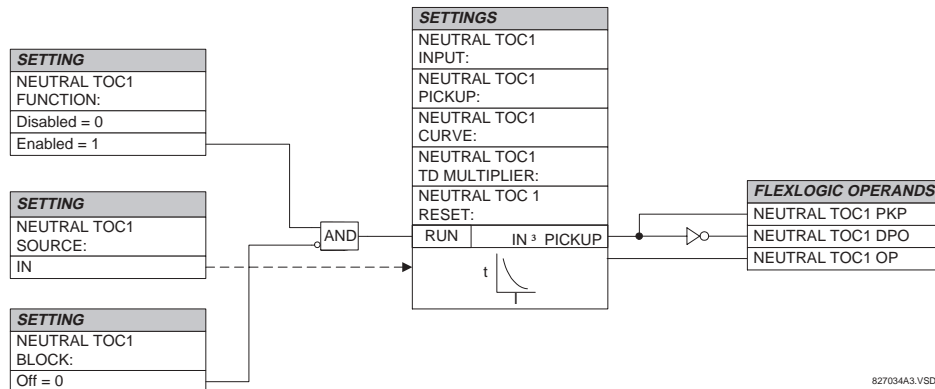 SETTING
NEUTRAL TOC1
FUNCTION:
Disabled = 0
Enabled = 1
SETTING
NEUTRAL TOC1
SOURCE:
IN
SETTING
NEUTRAL TOC1
BLOCK:
Off = 0
AND
SETTINGS
NEUTRAL TOC1
INPUT:
NEUTRAL TOC1
PICKUP:
NEUTRAL TOC1
CURVE:
NEUTRAL TOC1
TD MULTIPLIER:
NEUTRAL TOC 1
RESET:
RUN IN ³ PICKUP
t
I
FLEXLOGIC OPERANDS
NEUTRAL TOC1 PKP
NEUTRAL TOC1 DPO
NEUTRAL TOC1 OP
827034A3.VSD